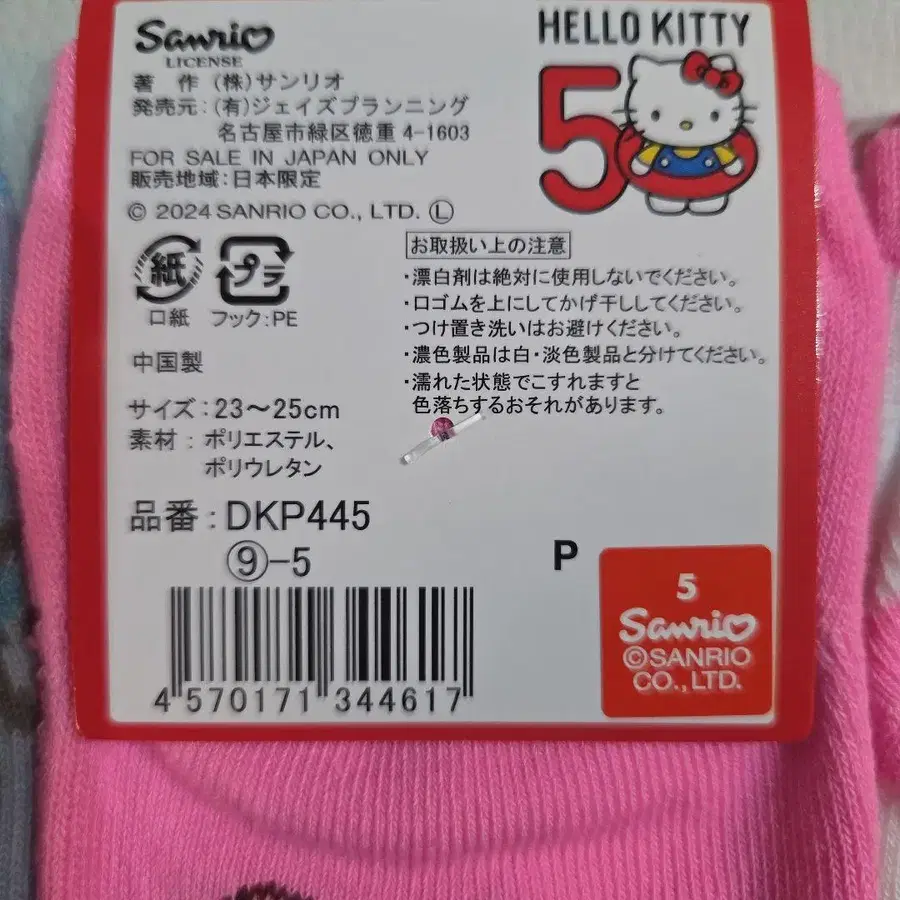 Sanrio
LICENSE
著 作 (株)サンリオ
発売元:(有)ジェイズプランニング
名古屋市緑区徳重 4-1603
FOR SALE IN JAPAN ONLY
販売地域:日本限定
© 2024 SANRIO CO., LTD. Ⓛ
HELLO KITTY
50
紙
口紙
プラ
フック:PE
中国製
サイズ:23～25cm
素材:ポリエステル、
ポリウレタン
お取扱い上の注意
・漂白剤は絶対に使用しないでください。
・口ゴムを上にしてかげ干ししてください。
・つけ置き洗いはお避けください。
・濃色製品は白・淡色製品と分けてください。
・濡れた状態でこすれますと
色落ちするおそれがあります。
品番:DKP445
⑨-5
4 570171 344617
P
5
Sanrio
©SANRIO
CO.,LTD.